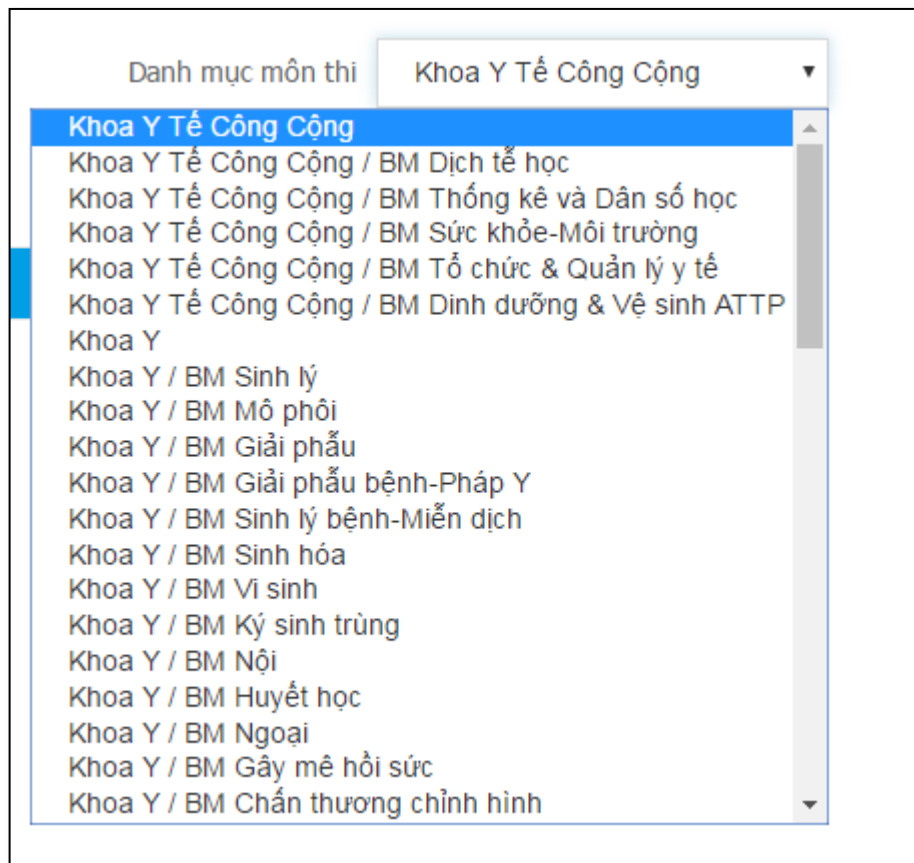 Danh mục môn thi Khoa Y Tế Công Cộng
Khoa Y Tế Công Cộng
Khoa Y Tế Công Cộng / BM Dịch tễ học
Khoa Y Tế Công Cộng / BM Thống kê và Dân số học
Khoa Y Tế Công Cộng / BM Sức khỏe-Môi trường
Khoa Y Tế Công Cộng / BM Tổ chức & Quản lý y tế
Khoa Y Tế Công Cộng / BM Dinh dưỡng & Vệ sinh ATTP
Khoa Y
Khoa Y / BM Sinh lý
Khoa Y / BM Mô phôi
Khoa Y / BM Giải phẫu
Khoa Y / BM Giải phẫu bệnh-Pháp Y
Khoa Y / BM Sinh lý bệnh-Miễn dịch
Khoa Y / BM Sinh hóa
Khoa Y / BM Vi sinh
Khoa Y / BM Ký sinh trùng
Khoa Y / BM Nội
Khoa Y / BM Huyết học
Khoa Y / BM Ngoại
Khoa Y / BM Gây mê hồi sức
Khoa Y / BM Chấn thương chỉnh hình